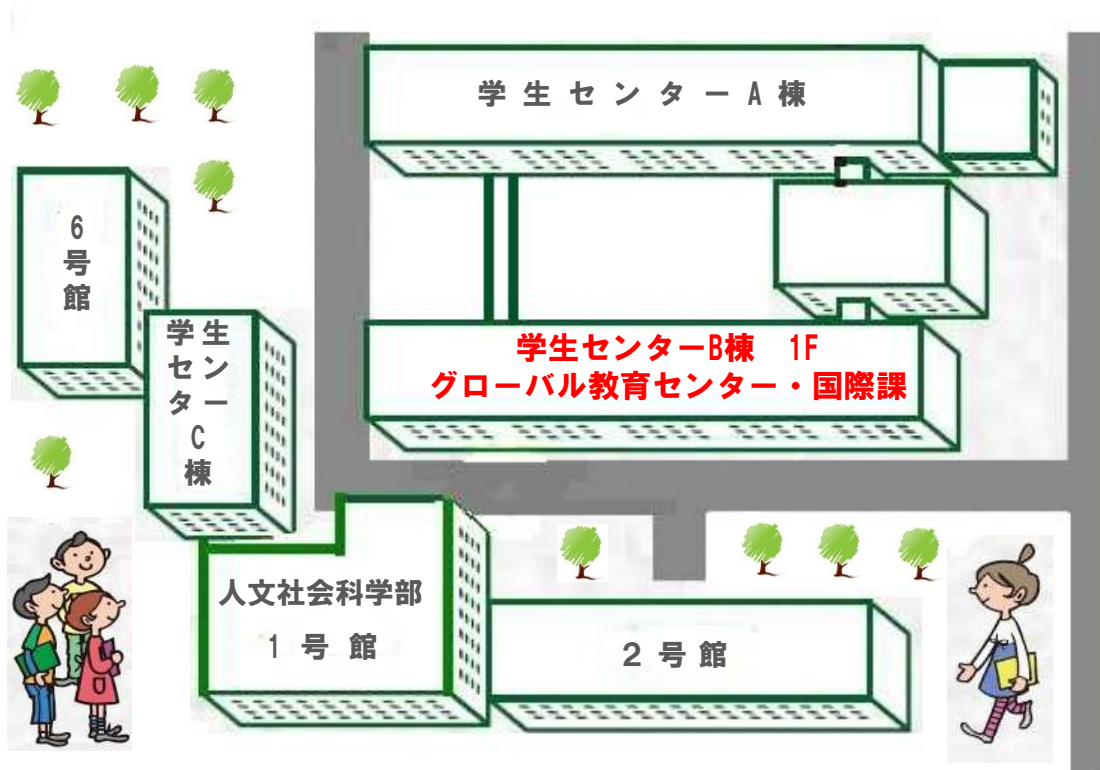 学生センターA棟
6号館
学生センターC棟
学生センターB棟 1F
グローバル教育センター・国際課
人文社会科学部
1号館
2号館